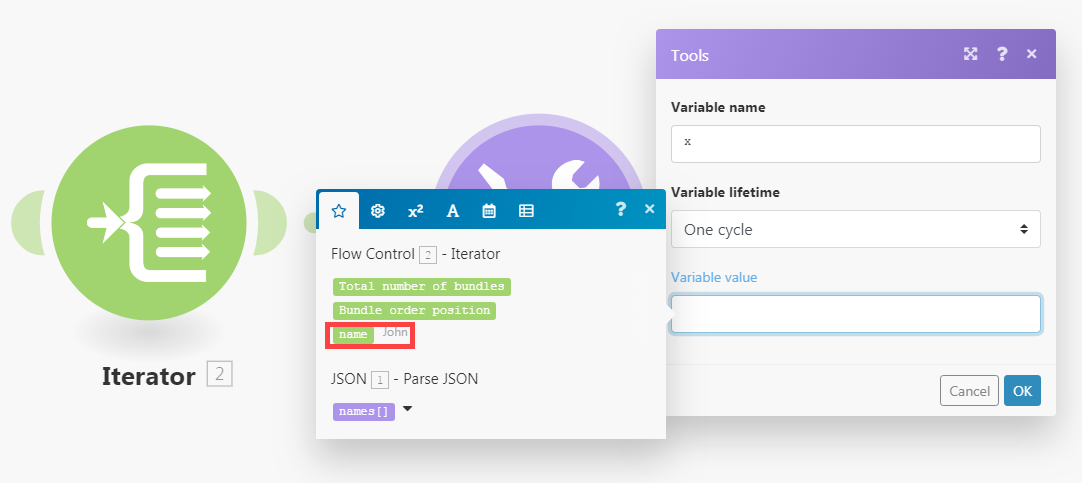 Tools ?
Variable name
x
Variable lifetime
One cycle
Variable value
Cancel OK
x² A ?
Flow Control 2 - Iterator
Total number of bundles
Bundle order position
name John
JSON 1 - Parse JSON
names[]
Iterator 2